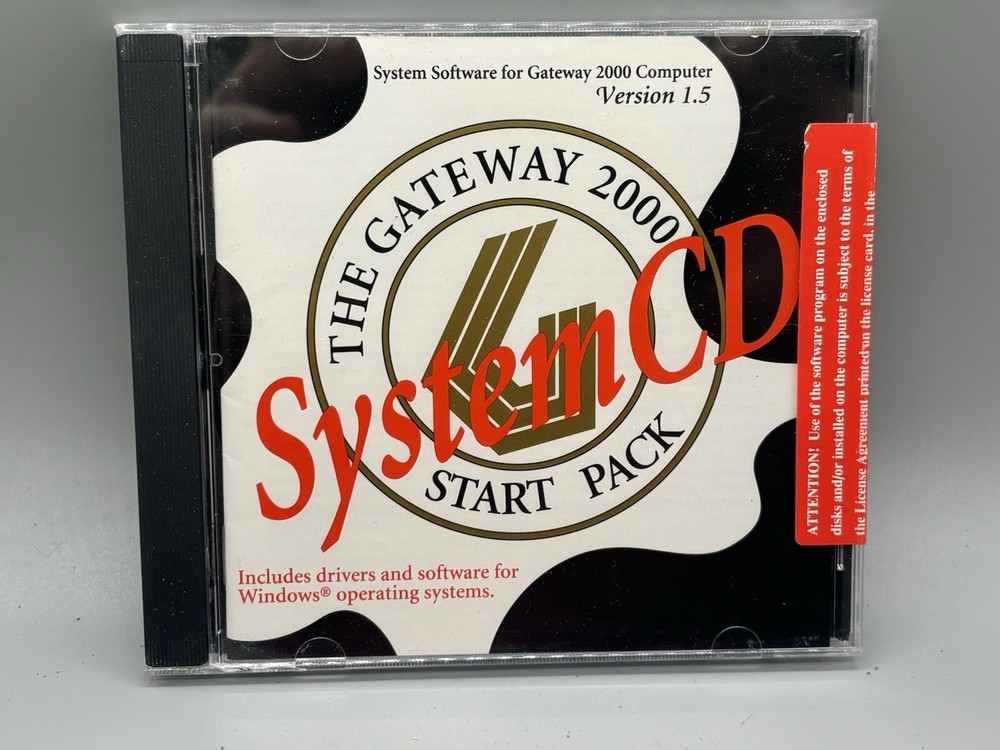 System Software for Gateway 2000 Computer
Version 1.5
THE GATEWAY 2000
System CD
START PACK
Includes drivers and software for
Windows® operating systems.
ATTENTION! Use of the software program on the enclosed
disks and/or installed on the computer is subject to the terms of
the License Agreement printed on the license card, in the